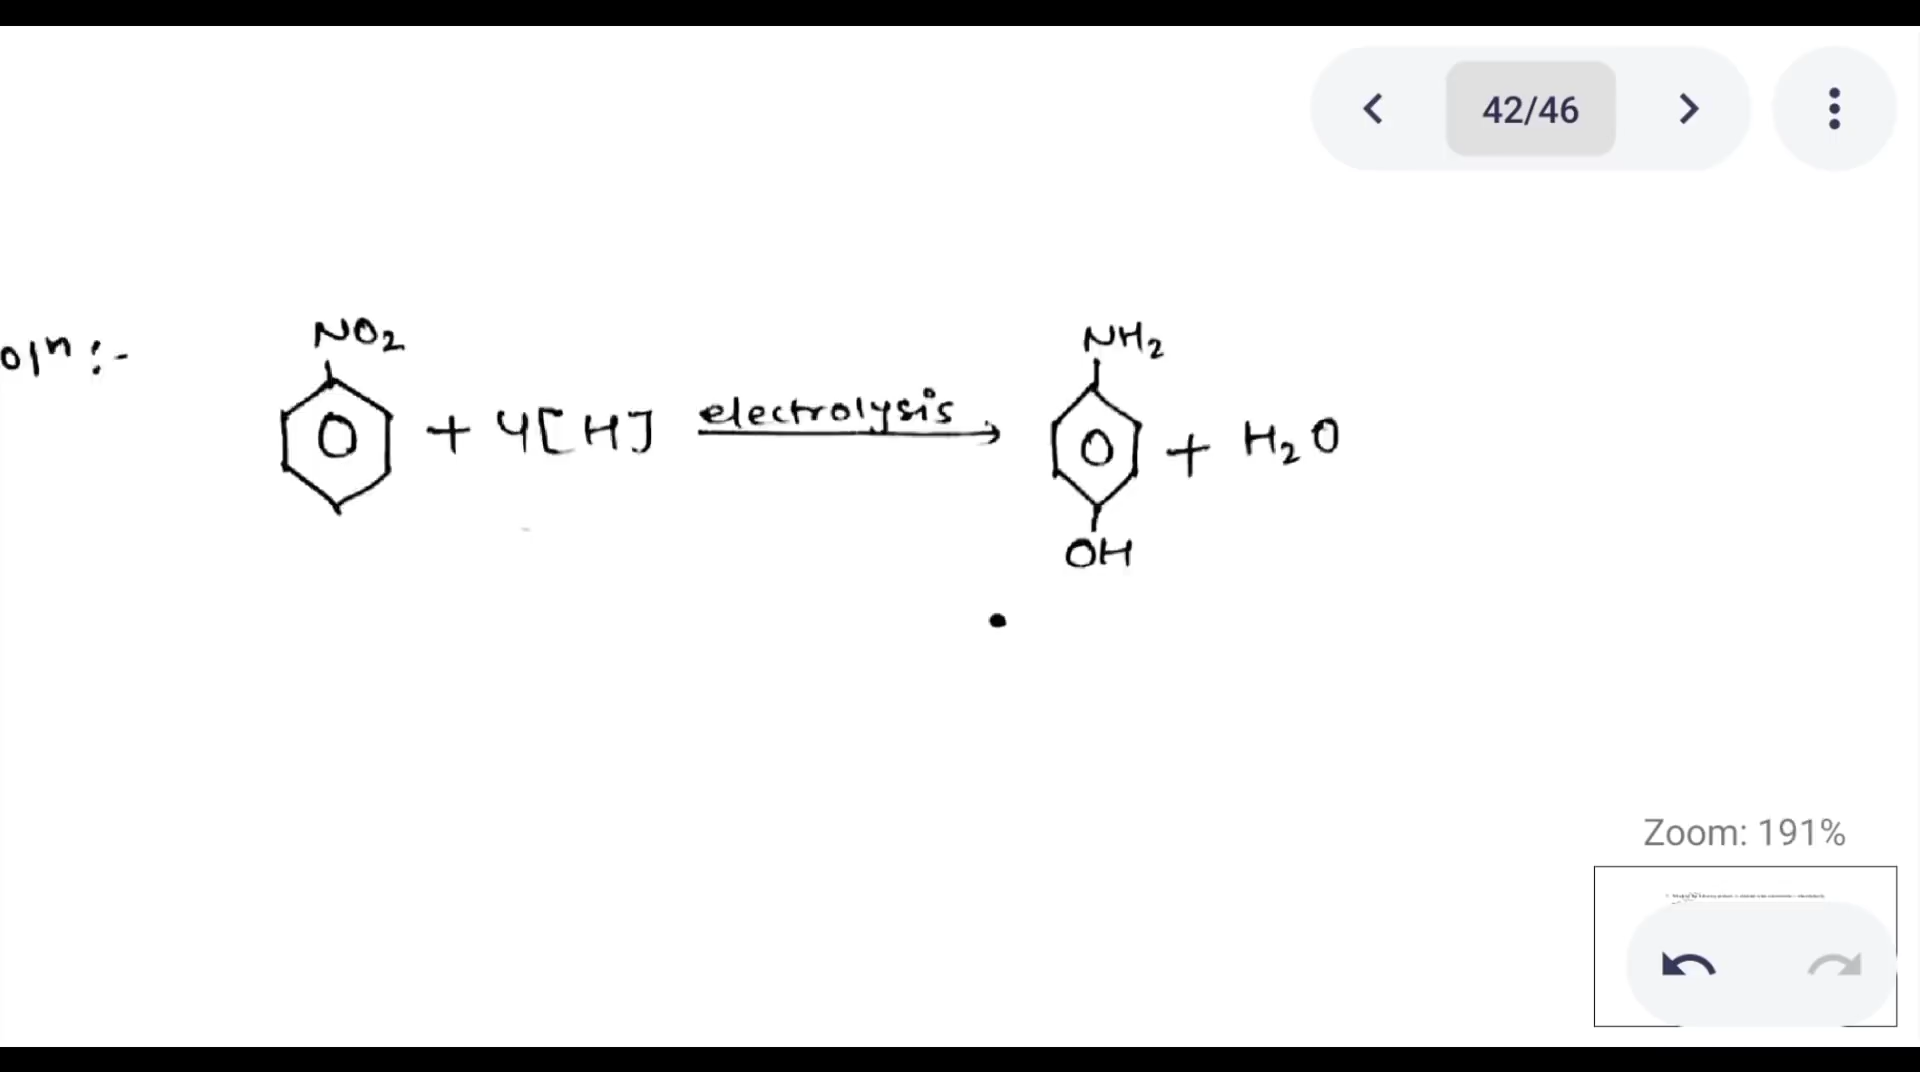 42/46
oln :-
NO2
NH2
+ 4[H] electrolysis + H2O
OH
Zoom: 191%